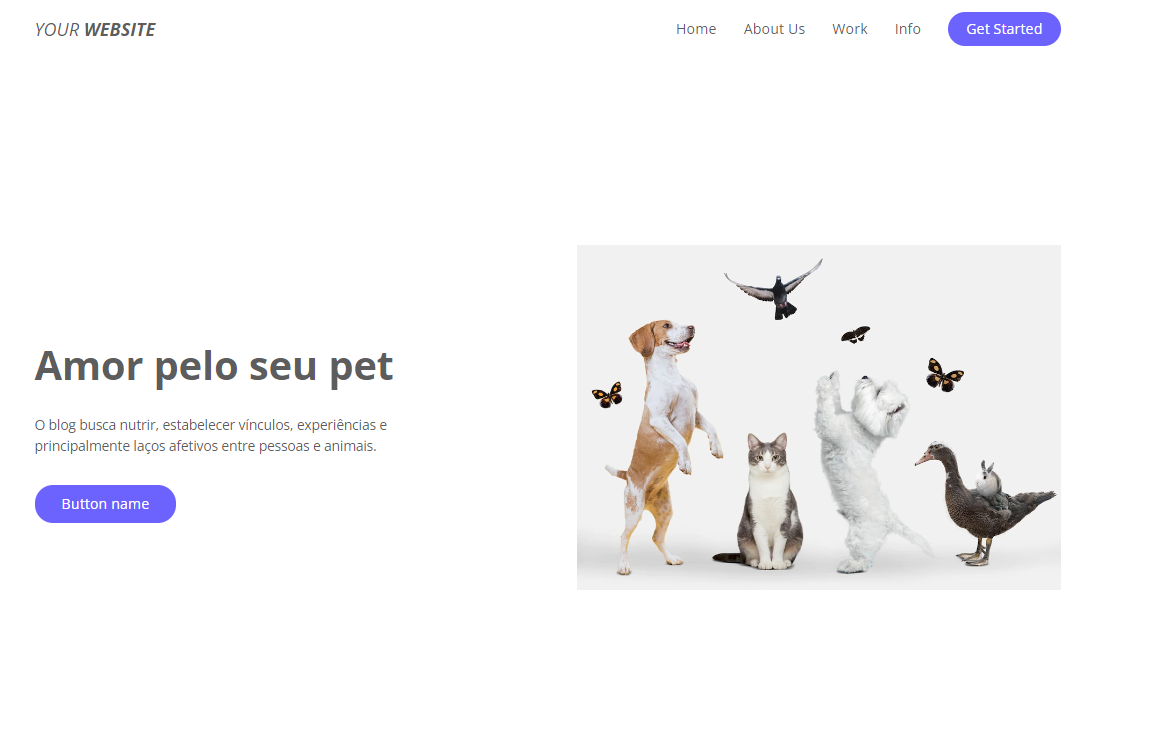 YOUR WEBSITE
Home About Us Work Info Get Started
Amor pelo seu pet
O blog busca nutrir, estabelecer vínculos, experiências e
principalmente laços afetivos entre pessoas e animais.
Button name